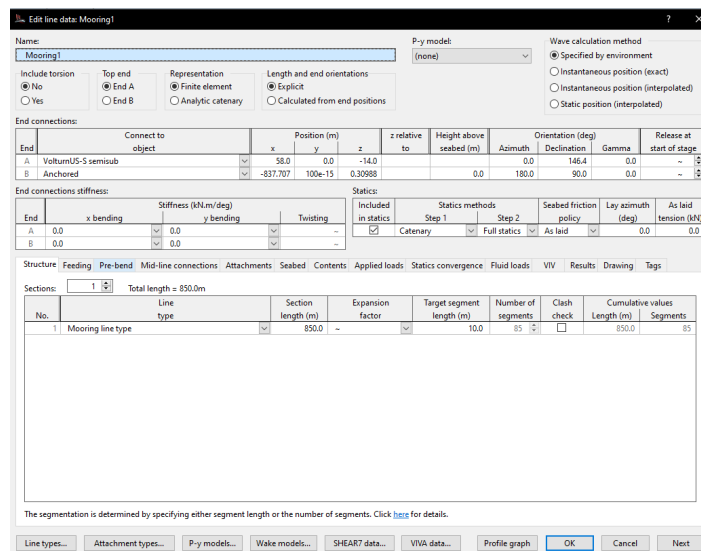 Edit line data: Mooring1 ? ×
Name: P-y model: Wave calculation method
Mooring1 (none) Specified by environment
Include torsion Top end Representation Length and end orientations Instantaneous position (exact)
No End A Finite element Explicit Instantaneous position (interpolated)
Yes End B Analytic catenary Calculated from end positions Static position (interpolated)
End connections:
Connect to Position (m) z relative Height above Orientation (deg) Release at
End object x y z to seabed (m) Azimuth Declination Gamma start of stage
A VolturnUS-S semisub 58.0 0.0 -14.0 0.0 146.4 0.0 ~
B Anchored -837.707 100e-15 0.30988 0.0 180.0 90.0 0.0 ~
End connections stiffness: Statics:
Stiffness (kN.m/deg) Included Statics methods Seabed friction Lay azimuth As laid
End x bending y bending Twisting in statics Step 1 Step 2 policy (deg) tension (kN)
A 0.0 0.0 ~ Catenary Full statics As laid 0.0 0.0
B 0.0 0.0 ~
Structure Feeding Pre-bend Mid-line connections Attachments Seabed Contents Applied loads Statics convergence Fluid loads VIV Results Drawing Tags
Sections: 1 Total length = 850.0m
Line Section Expansion Target segment Number of Clash Cumulative values
No. type length (m) factor length (m) segments check Length (m) Segments
1 Mooring line type 850.0 ~ 10.0 85 850.0 85
The segmentation is determined by specifying either segment length or the number of segments. Click here for details.
Line types... Attachment types... P-y models... Wake models... SHEAR7 data... VIVA data... Profile graph OK Cancel Next